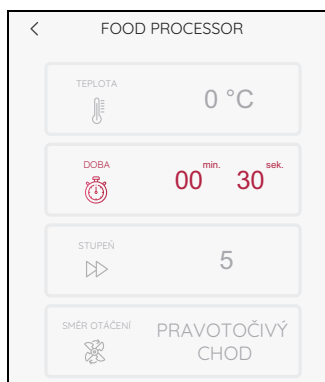 FOOD PROCESSOR
TEPLOTA
0 °C
DOBA
00 min. 30 sek.
STUPEŇ
5
SMĚR OTÁČENÍ
PRAVOTOČIVÝ
CHOD